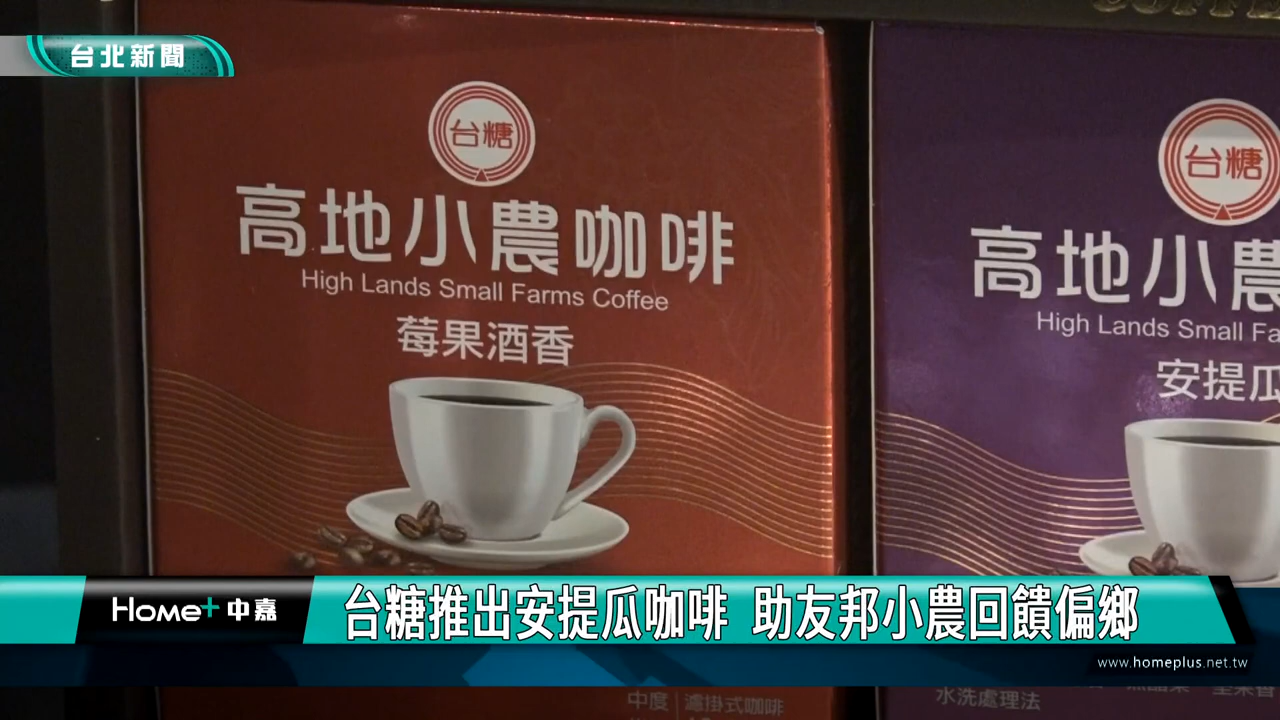 台北新聞
台糖
高地小農咖啡
High Lands Small Farms Coffee
莓果酒香
台糖
高地小農
High Lands Small Fa
安提瓜
Home+ 中嘉
台糖推出安提瓜咖啡 助友邦小農回饋偏鄉
www.homeplus.net.tw
中度 | 濾掛式咖啡
水洗處理法